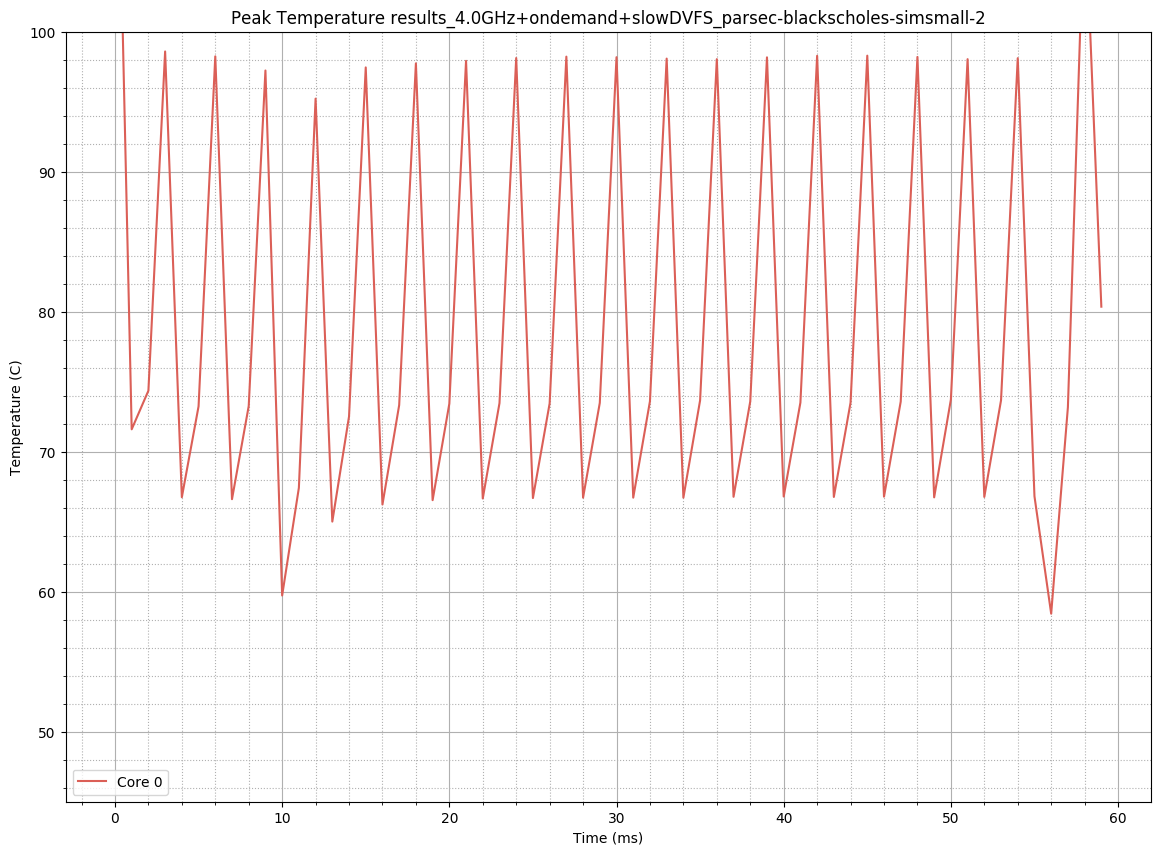 Peak Temperature results_4.0GHz+ondemand+slowDVFS_parsec-blackscholes-simsmall-2
100
90
80
70
60
50
Temperature (C)
Core 0
0 10 20 30 40 50 60
Time (ms)